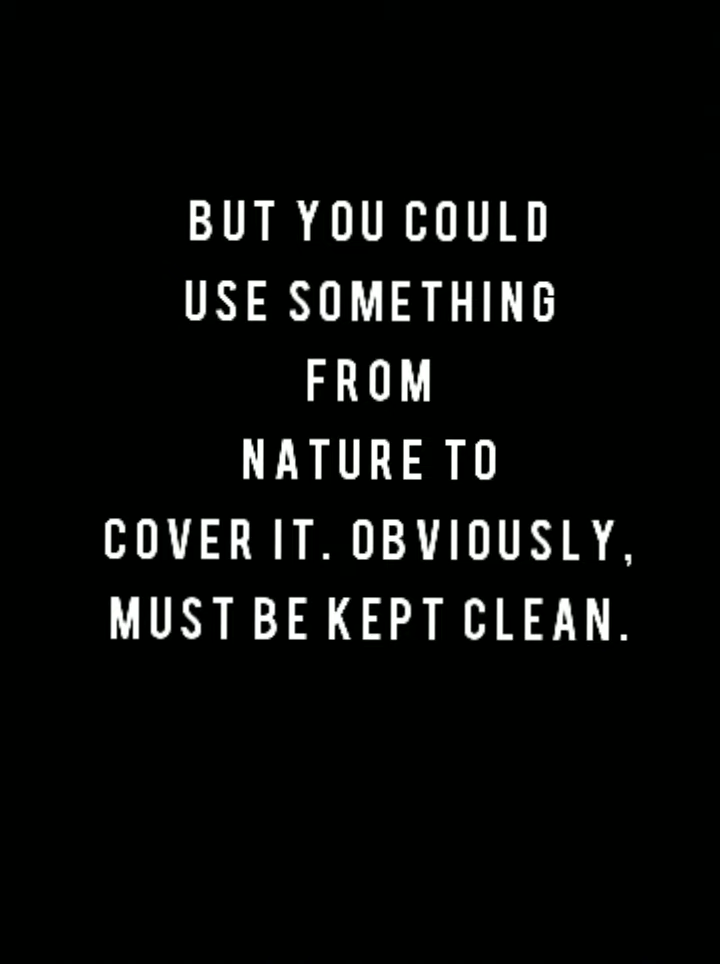 BUT YOU COULD
USE SOMETHING
FROM
NATURE TO
COVER IT. OBVIOUSLY,
MUST BE KEPT CLEAN.